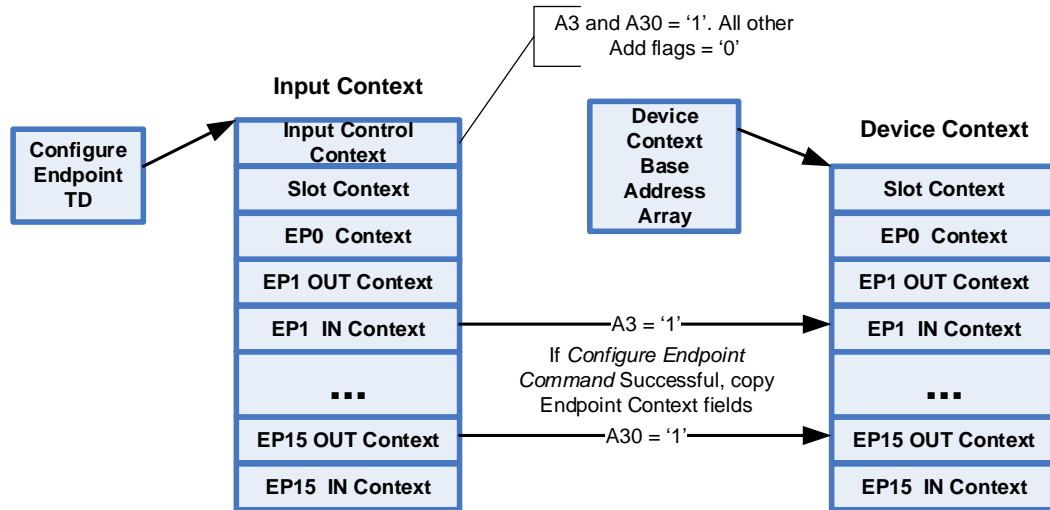 A3 and A30 = ‘1’. All other
Add flags = ‘0’
Input Context
Device Context
Configure
Endpoint
TD
Input Control
Context
Slot Context
EP0 Context
EP1 OUT Context
EP1 IN Context
...
EP15 OUT Context
EP15 IN Context
Device
Context
Base
Address
Array
A3 = ‘1’
If Configure Endpoint
Command Successful, copy
Endpoint Context fields
A30 = ‘1’
Slot Context
EP0 Context
EP1 OUT Context
EP1 IN Context
...
EP15 OUT Context
EP15 IN Context